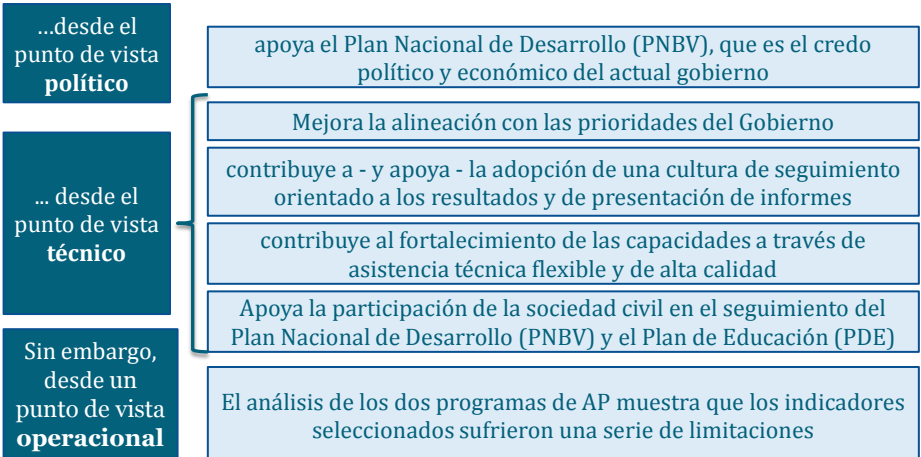 ...desde el
punto de vista
político
apoya el Plan Nacional de Desarrollo (PNBV), que es el credo
político y económico del actual gobierno
... desde el
punto de vista
técnico
Mejora la alineación con las prioridades del Gobierno
contribuye a - y apoya - la adopción de una cultura de seguimiento
orientado a los resultados y de presentación de informes
contribuye al fortalecimiento de las capacidades a través de
asistencia técnica flexible y de alta calidad
Apoya la participación de la sociedad civil en el seguimiento del
Plan Nacional de Desarrollo (PNBV) y el Plan de Educación (PDE)
Sin embargo,
desde un
punto de vista
operacional
El análisis de los dos programas de AP muestra que los indicadores
seleccionados sufrieron una serie de limitaciones